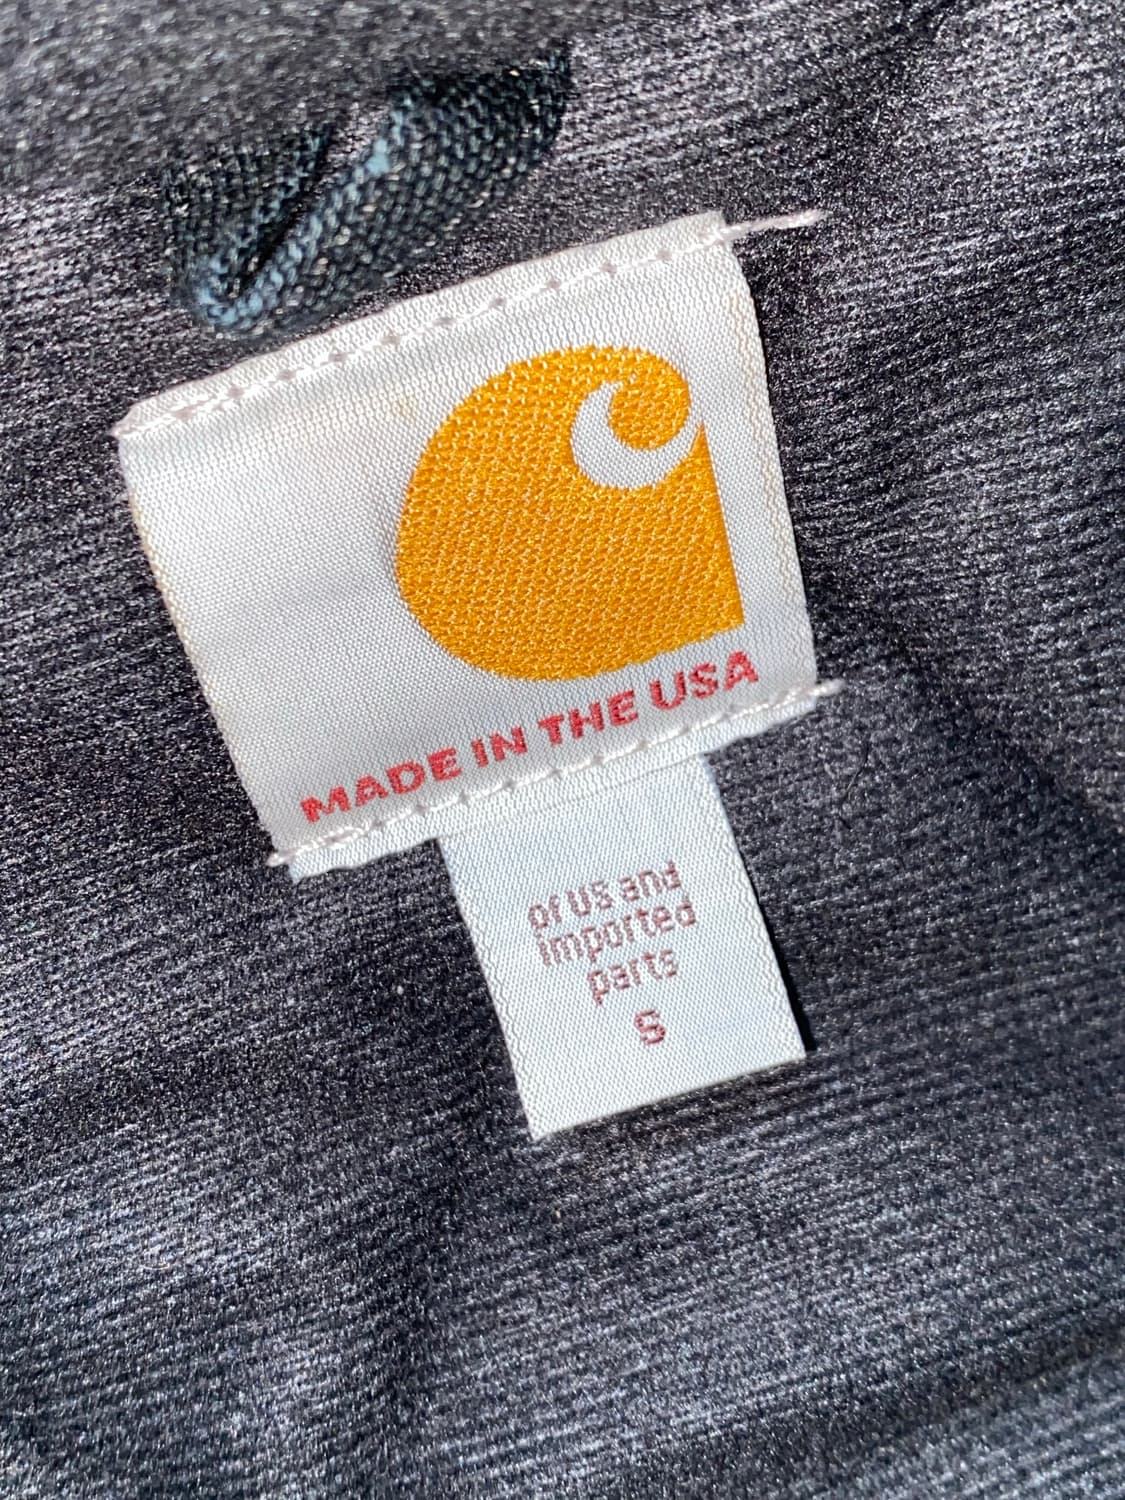 MADE IN THE USA
of US and
imported
parts
S